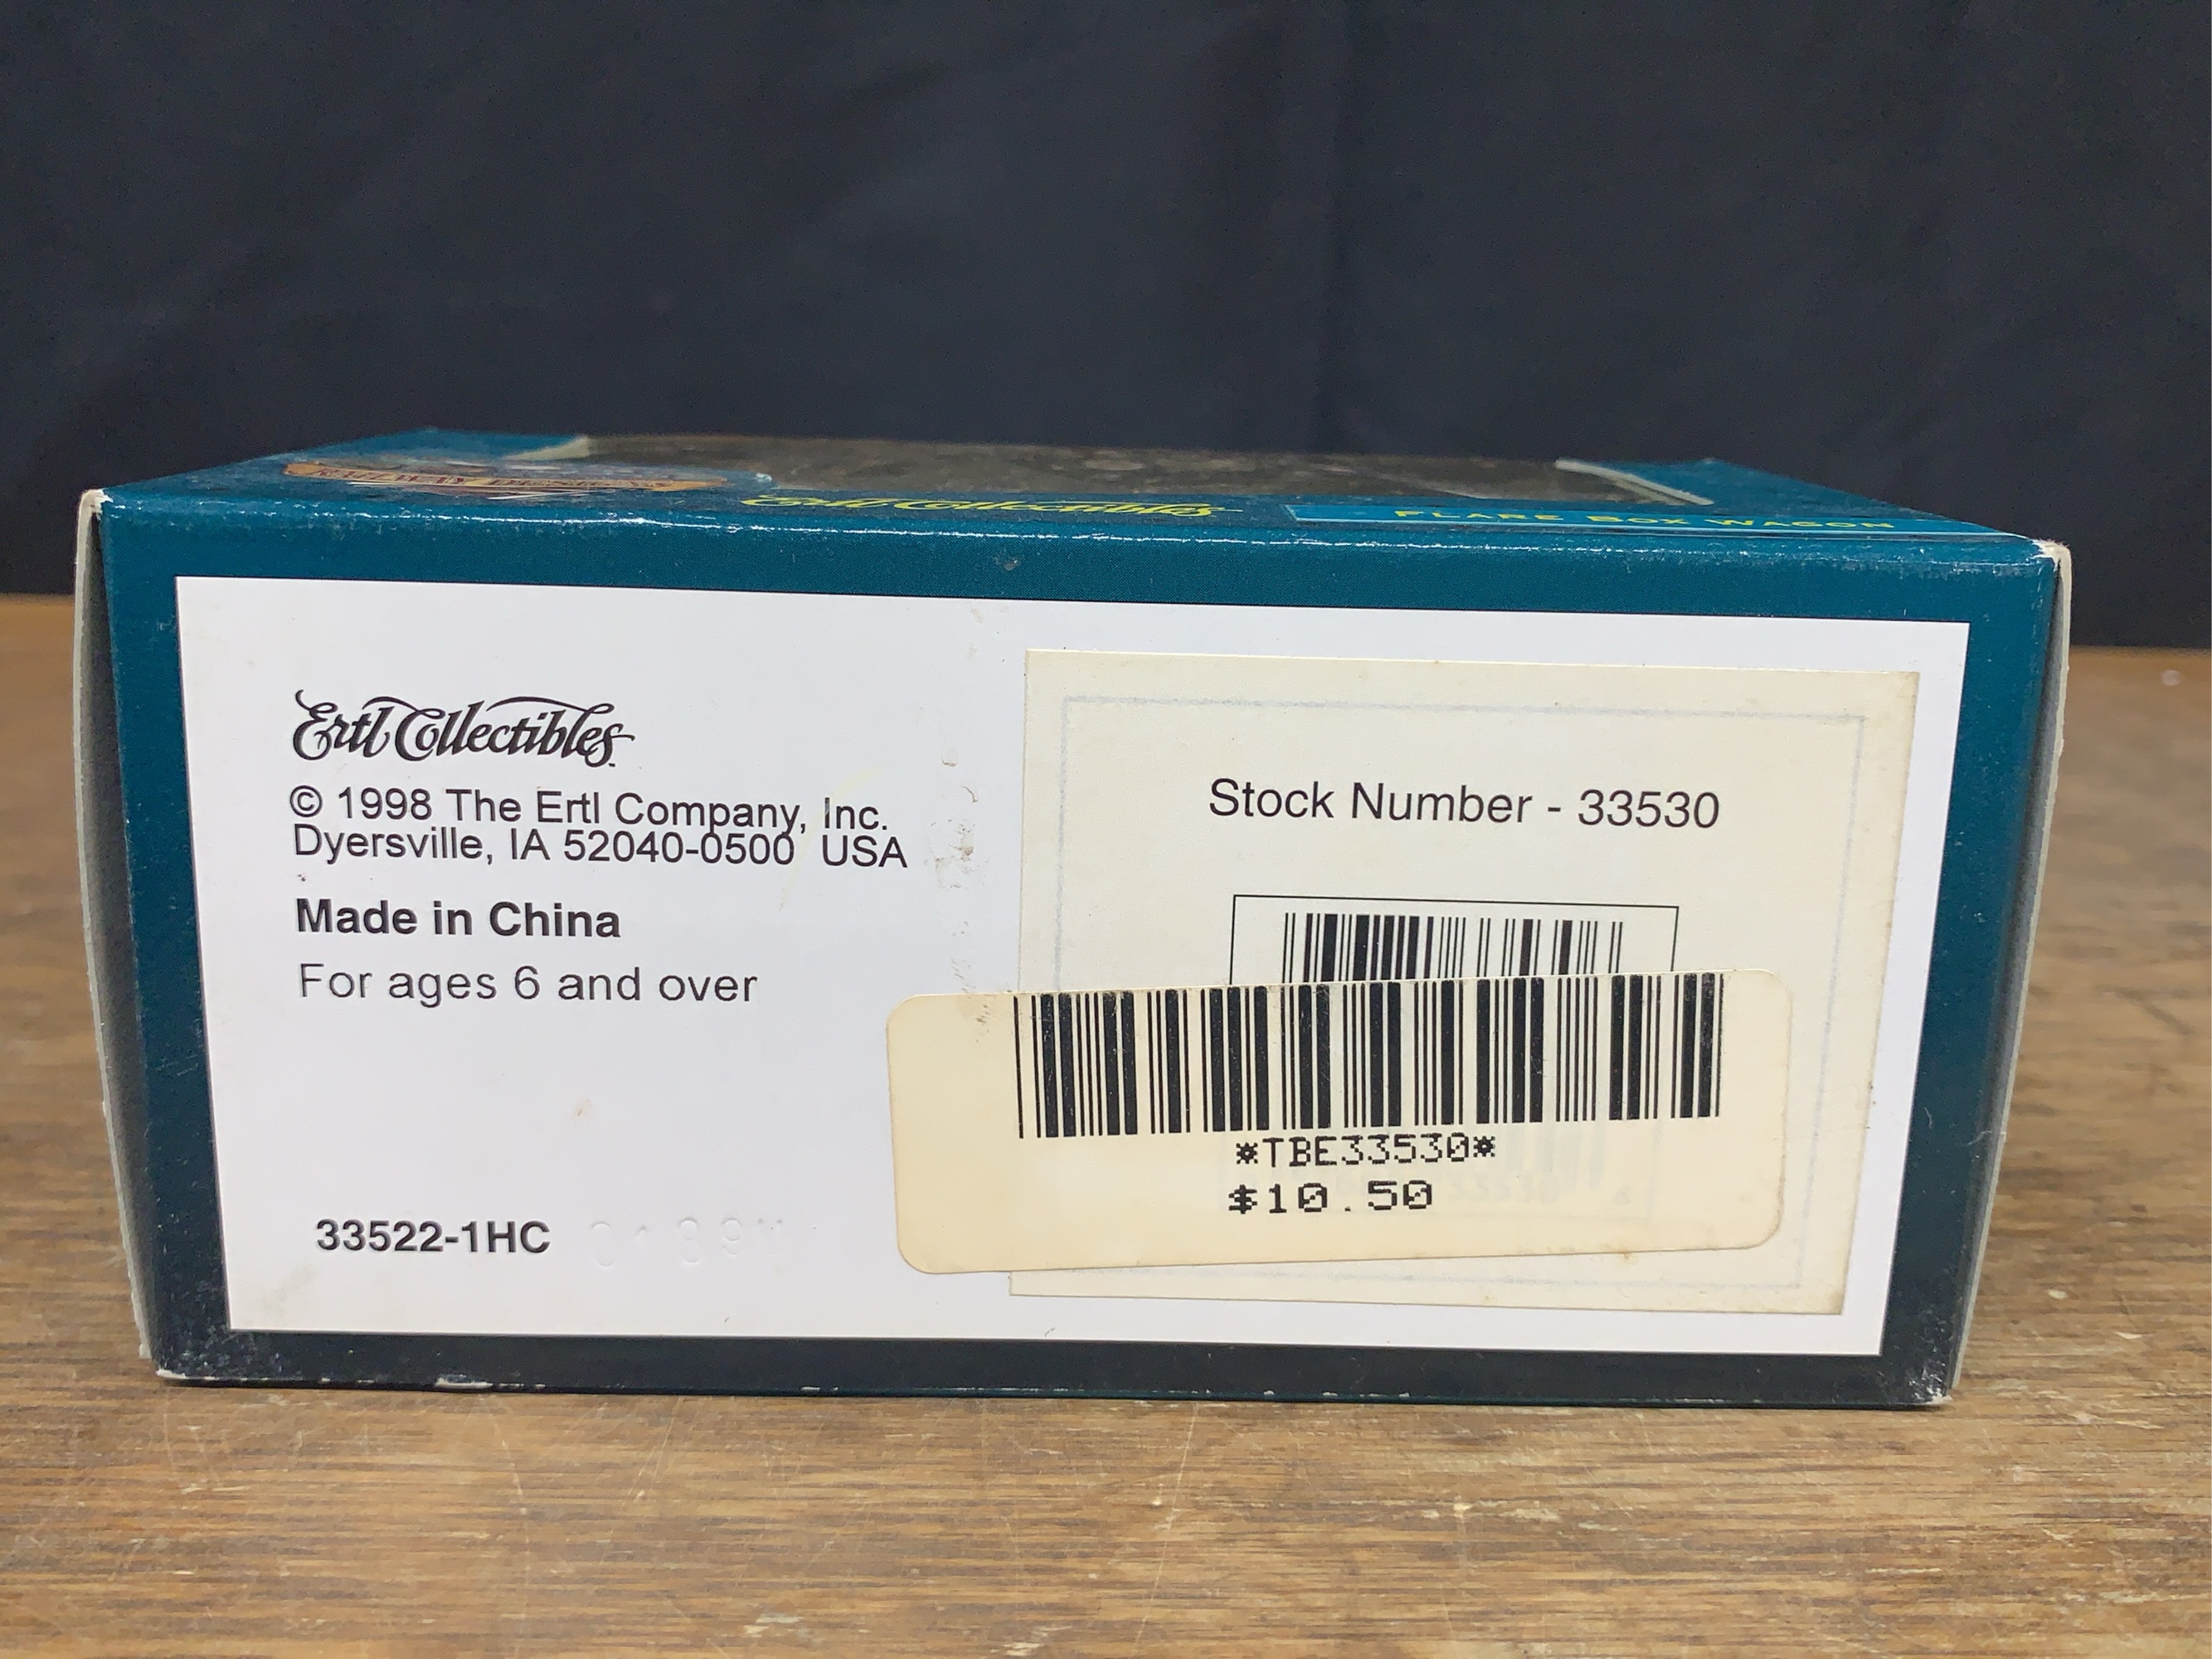 Ertl Collectibles
FLARE BOX WAGON
Ertl Collectibles
© 1998 The Ertl Company, Inc.
Dyersville, IA 52040-0500 USA
Made in China
For ages 6 and over
33522-1HC
Stock Number - 33530
*TBE33530*
$10.50